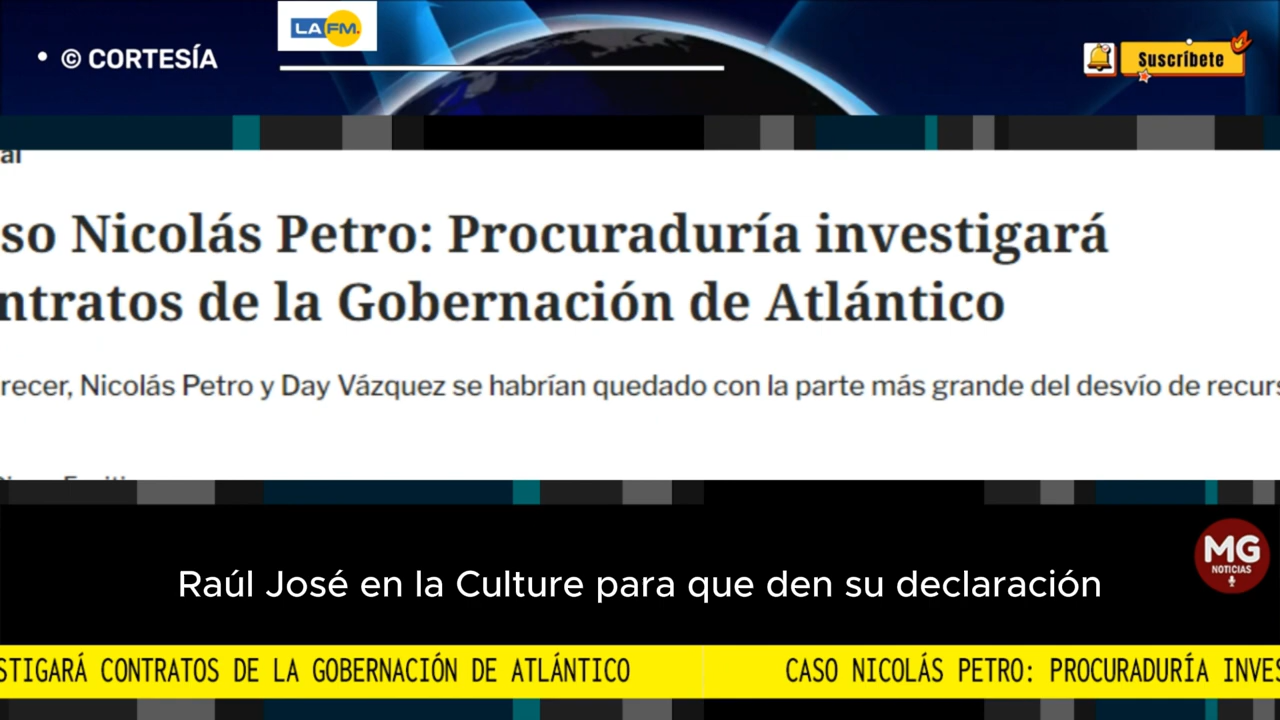 • © CORTESÍA
LA FM.
Suscríbete
al
so Nicolás Petro: Procuraduría investigará
ntratos de la Gobernación de Atlántico
recer, Nicolás Petro y Day Vázquez se habrían quedado con la parte más grande del desvío de recurs
MG
NOTICIAS
Raúl José en la Culture para que den su declaración
STIGARÁ CONTRATOS DE LA GOBERNACIÓN DE ATLÁNTICO CASO NICOLÁS PETRO: PROCURADURÍA INVES